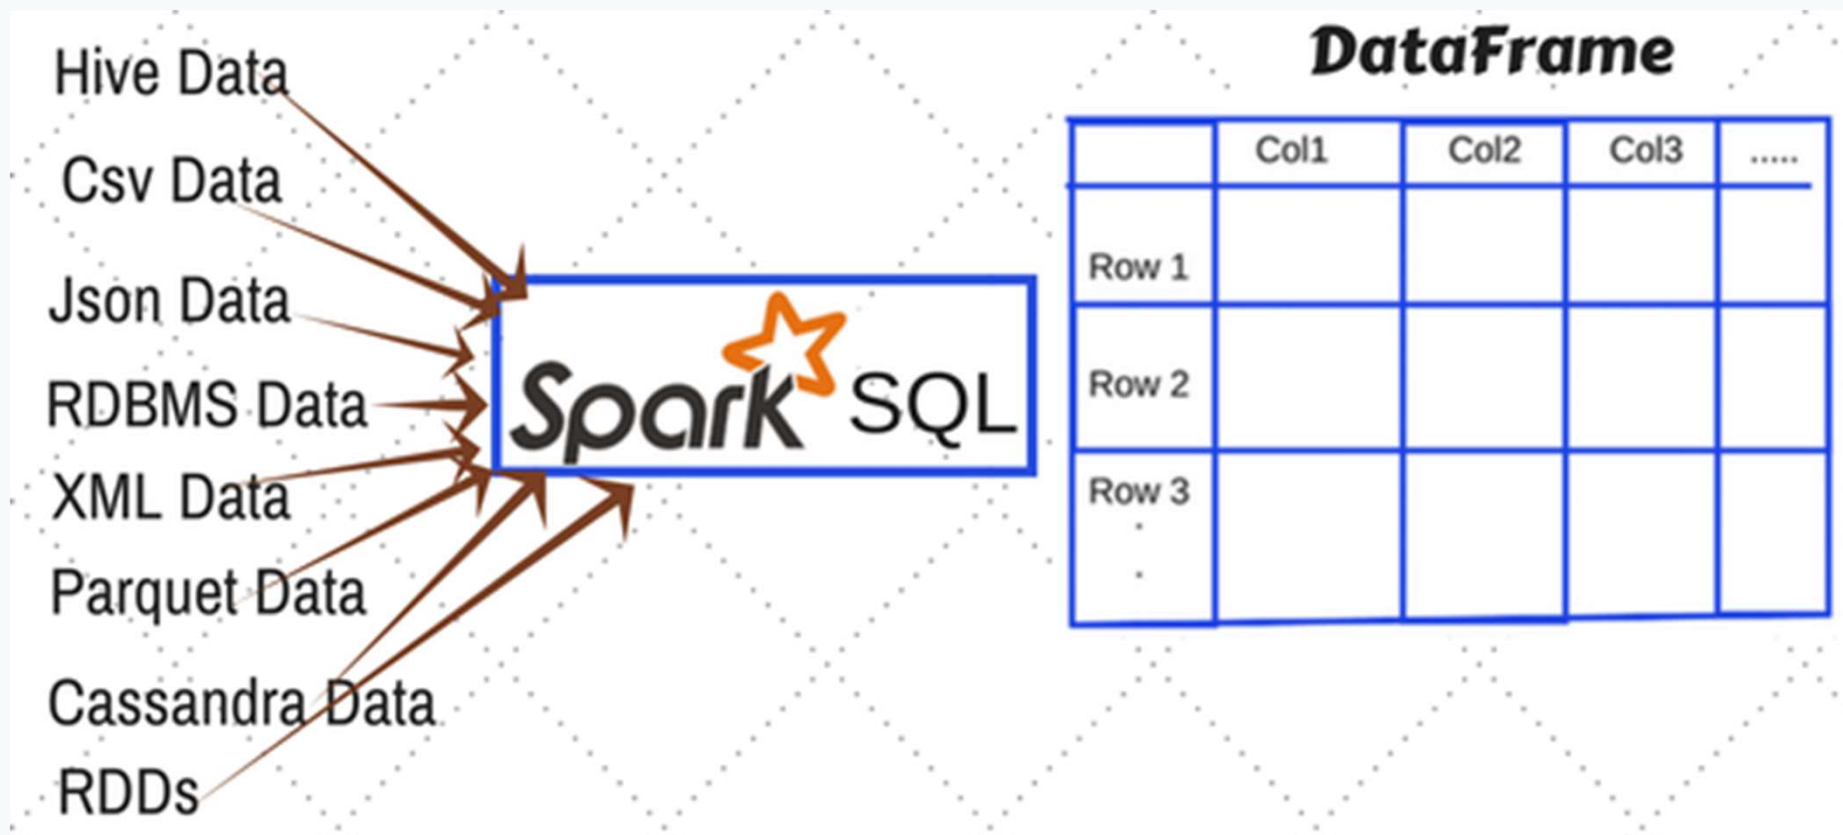 Hive Data
Csv Data
Json Data
RDBMS Data
XML Data
Parquet Data
Cassandra Data
RDDs
Spark SQL
DataFrame
Col1 Col2 Col3 .....
Row 1
Row 2
Row 3
.
.